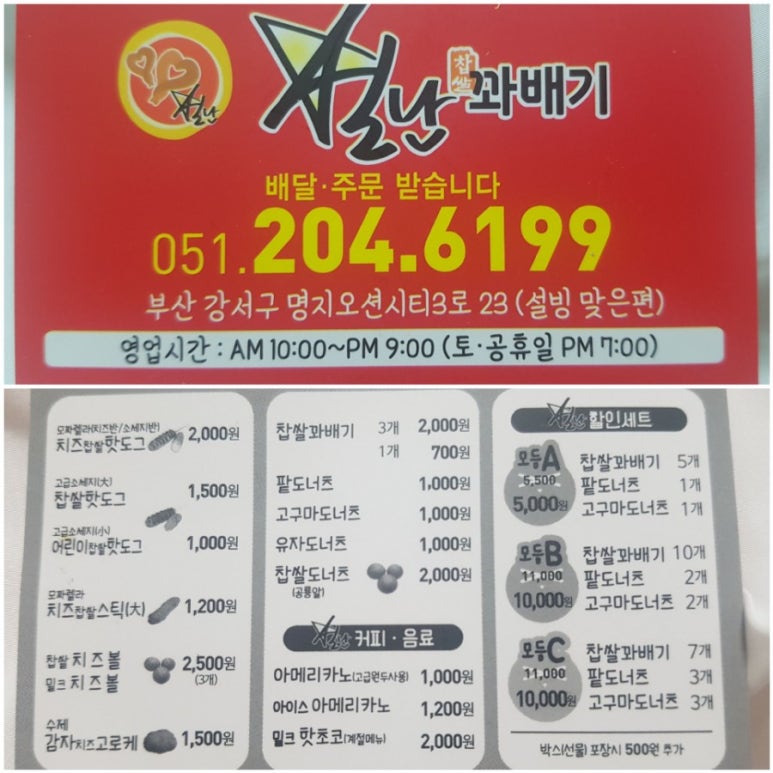 별난
별난 찹쌀 꽈배기
배달·주문 받습니다
051.204.6199
부산 강서구 명지오션시티3로 23 (설빙 맞은편)
영업시간 : AM 10:00~PM 9:00 (토·공휴일 PM 7:00)
모짜렐라(치즈반/소세지반)
치즈찹쌀핫도그 2,000원
고급소세지(大)
찹쌀핫도그 1,500원
고급소세지(小)
어린이찹쌀핫도그 1,000원
모짜렐라
치즈찹쌀스틱(大) 1,200원
찹쌀 치즈볼 2,500원
밀크 치즈볼 (3개)
수제
감자치즈고로케 1,500원
찹쌀꽈배기 3개 2,000원
1개 700원
팥도너츠 1,000원
고구마도너츠 1,000원
유자도너츠 1,000원
찹쌀도너츠 2,000원
(공룡알)
별난 커피·음료
아메리카노(고급원두사용) 1,000원
아이스 아메리카노 1,200원
밀크 핫초코(계절메뉴) 2,000원
별난 할인세트
모듬A
5,500
5,000원
찹쌀꽈배기 5개
팥도너츠 1개
고구마도너츠 1개
모듬B
11,000
10,000원
찹쌀꽈배기 10개
팥도너츠 2개
고구마도너츠 2개
모듬C
11,000
10,000원
찹쌀꽈배기 7개
팥도너츠 3개
고구마도너츠 3개
박스(선물) 포장시 500원 추가